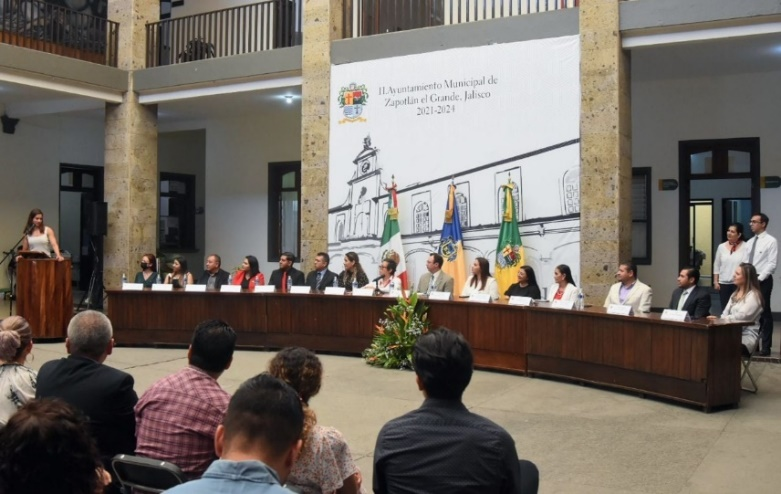 H. Ayuntamiento Municipal de
Zapotlán el Grande, Jalisco
2021-2024